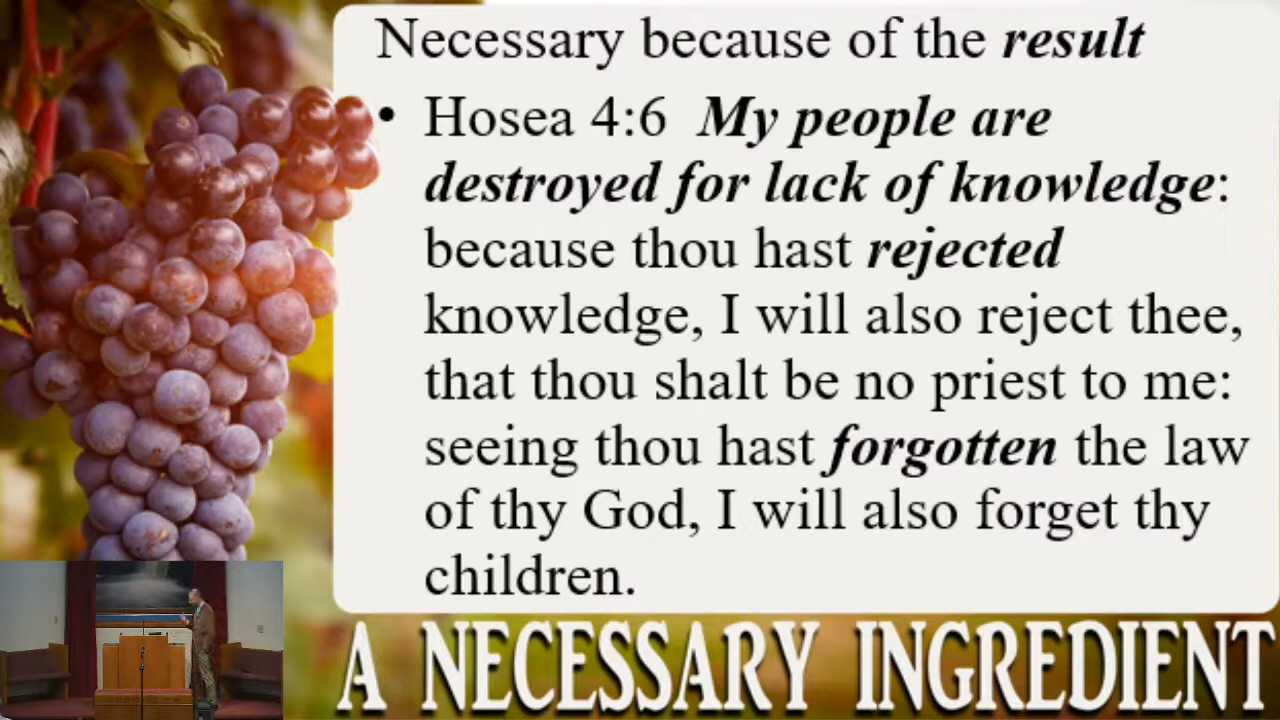 Necessary because of the result
• Hosea 4:6 My people are
destroyed for lack of knowledge:
because thou hast rejected
knowledge, I will also reject thee,
that thou shalt be no priest to me:
seeing thou hast forgotten the law
of thy God, I will also forget thy
children.
A NECESSARY INGREDIENT